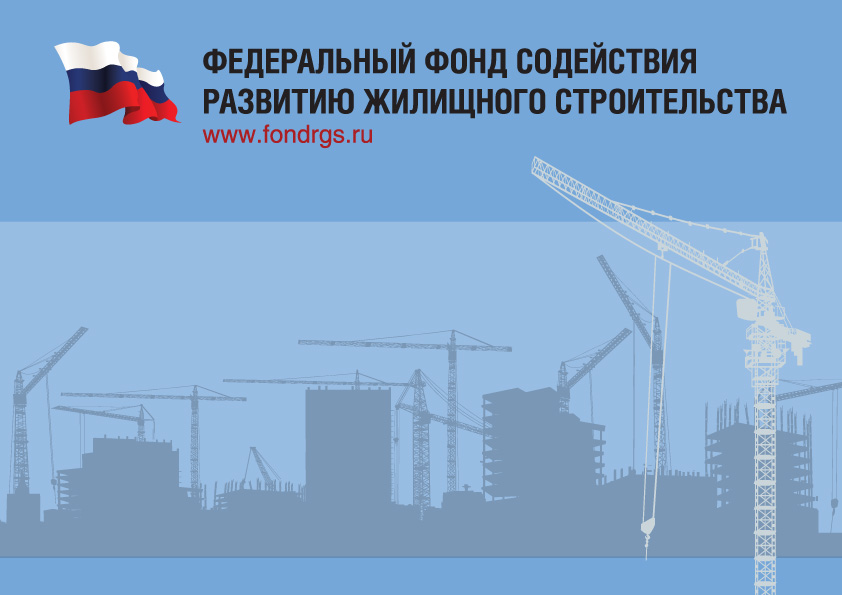 ФЕДЕРАЛЬНЫЙ ФОНД СОДЕЙСТВИЯ
РАЗВИТИЮ ЖИЛИЩНОГО СТРОИТЕЛЬСТВА
www.fondrgs.ru